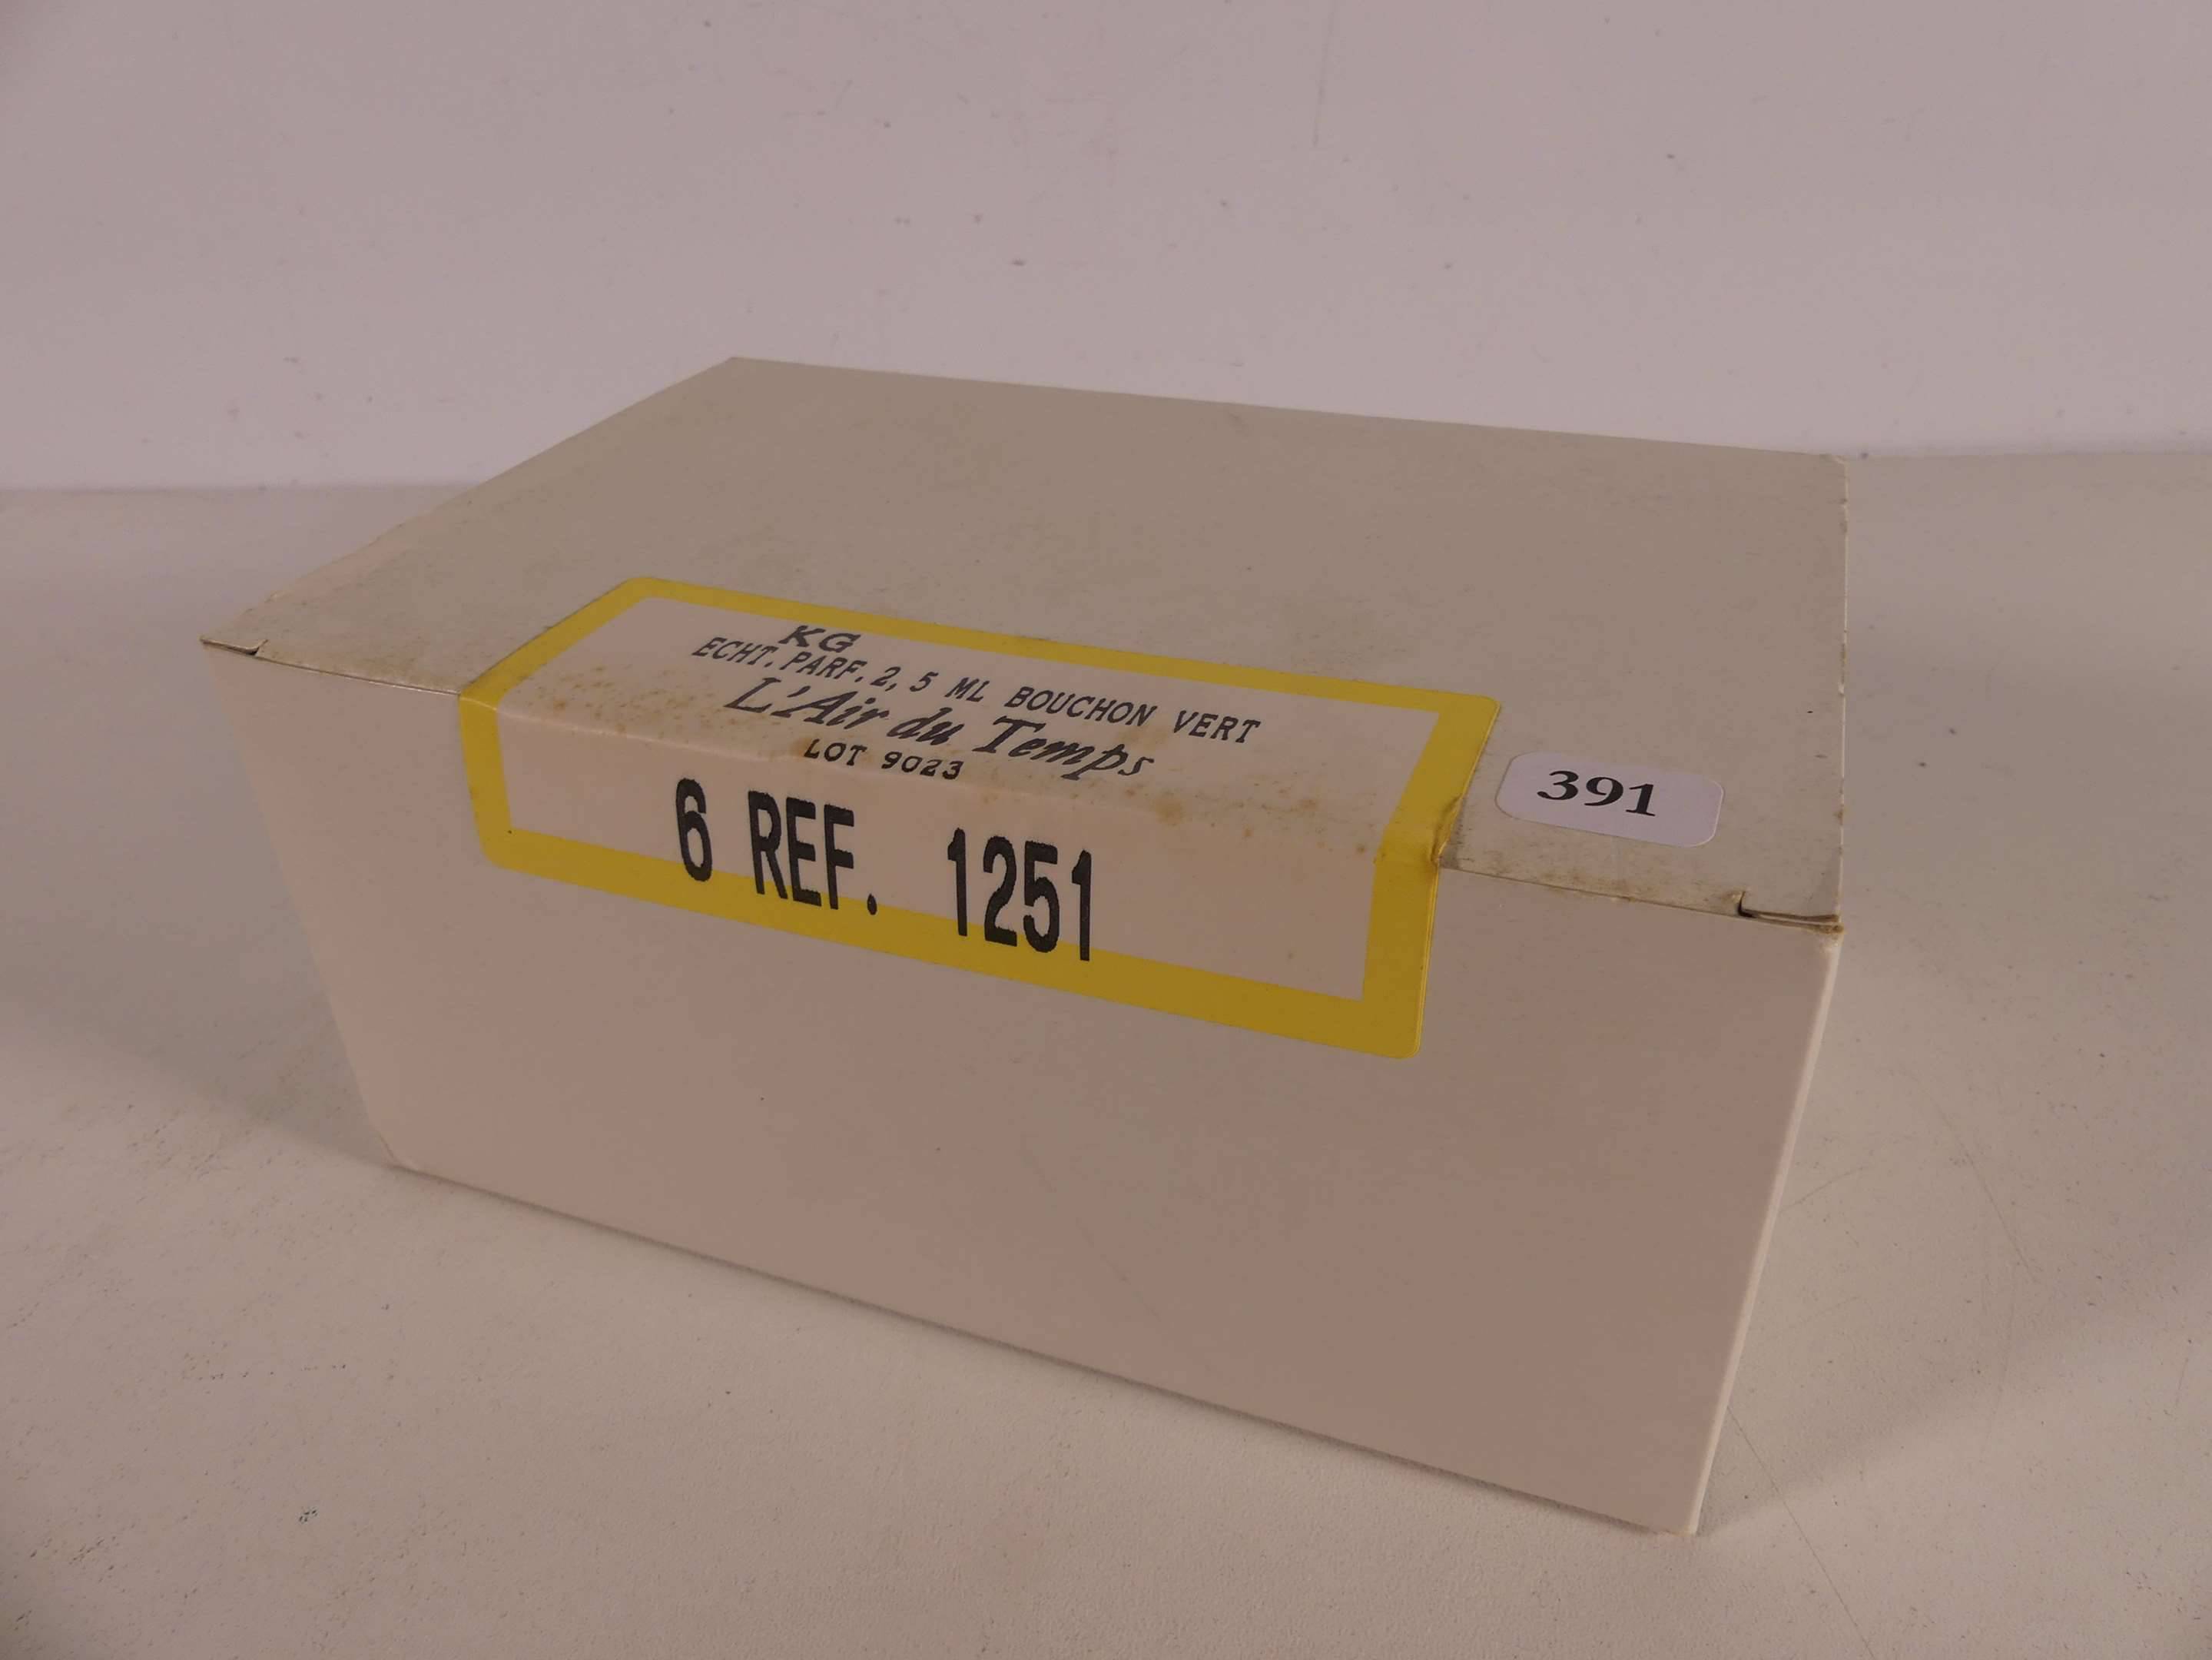 KG
ECHT. PARF. 2, 5 ML BOUCHON VERT
L'Air du Temps
LOT 9023
6 REF. 1251
391